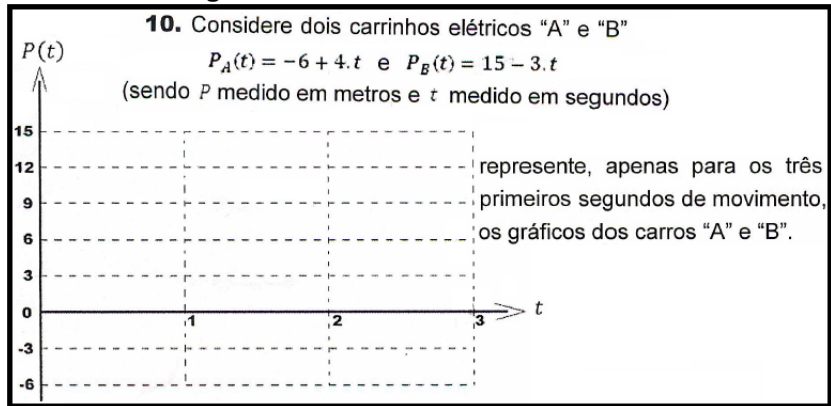 10. Considere dois carrinhos elétricos “A” e “B”
P(t)
P_A(t) = −6 + 4.t e P_B(t) = 15 − 3.t
(sendo P medido em metros e t medido em segundos)
15
12
represente, apenas para os três
9
primeiros segundos de movimento,
6
os gráficos dos carros “A” e “B”.
3
0
t
1 2 3
-3
-6